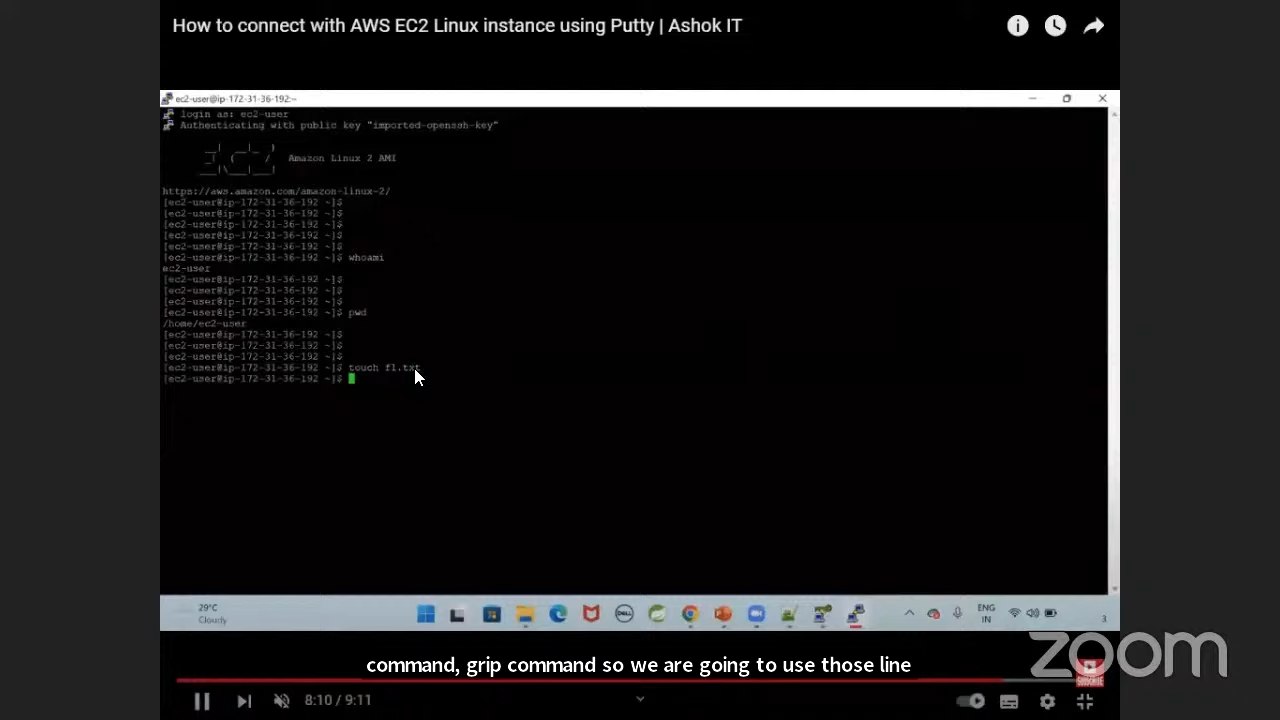 How to connect with AWS EC2 Linux instance using Putty | Ashok IT
ec2-user@ip-172-31-36-192:~
login as: ec2-user
Authenticating with public key "imported-openssh-key"
Amazon Linux 2 AMI
https://aws.amazon.com/amazon-linux-2/
[ec2-user@ip-172-31-36-192 ~]$
[ec2-user@ip-172-31-36-192 ~]$
[ec2-user@ip-172-31-36-192 ~]$
[ec2-user@ip-172-31-36-192 ~]$
[ec2-user@ip-172-31-36-192 ~]$
[ec2-user@ip-172-31-36-192 ~]$ whoami
ec2-user
[ec2-user@ip-172-31-36-192 ~]$
[ec2-user@ip-172-31-36-192 ~]$
[ec2-user@ip-172-31-36-192 ~]$
[ec2-user@ip-172-31-36-192 ~]$ pwd
/home/ec2-user
[ec2-user@ip-172-31-36-192 ~]$
[ec2-user@ip-172-31-36-192 ~]$
[ec2-user@ip-172-31-36-192 ~]$
[ec2-user@ip-172-31-36-192 ~]$ touch f1.txt
[ec2-user@ip-172-31-36-192 ~]$
29°C
Cloudy
DELL
ENG
IN
3
zoom
command, grip command so we are going to use those line
SUBSCRIBE
8:10 / 9:11